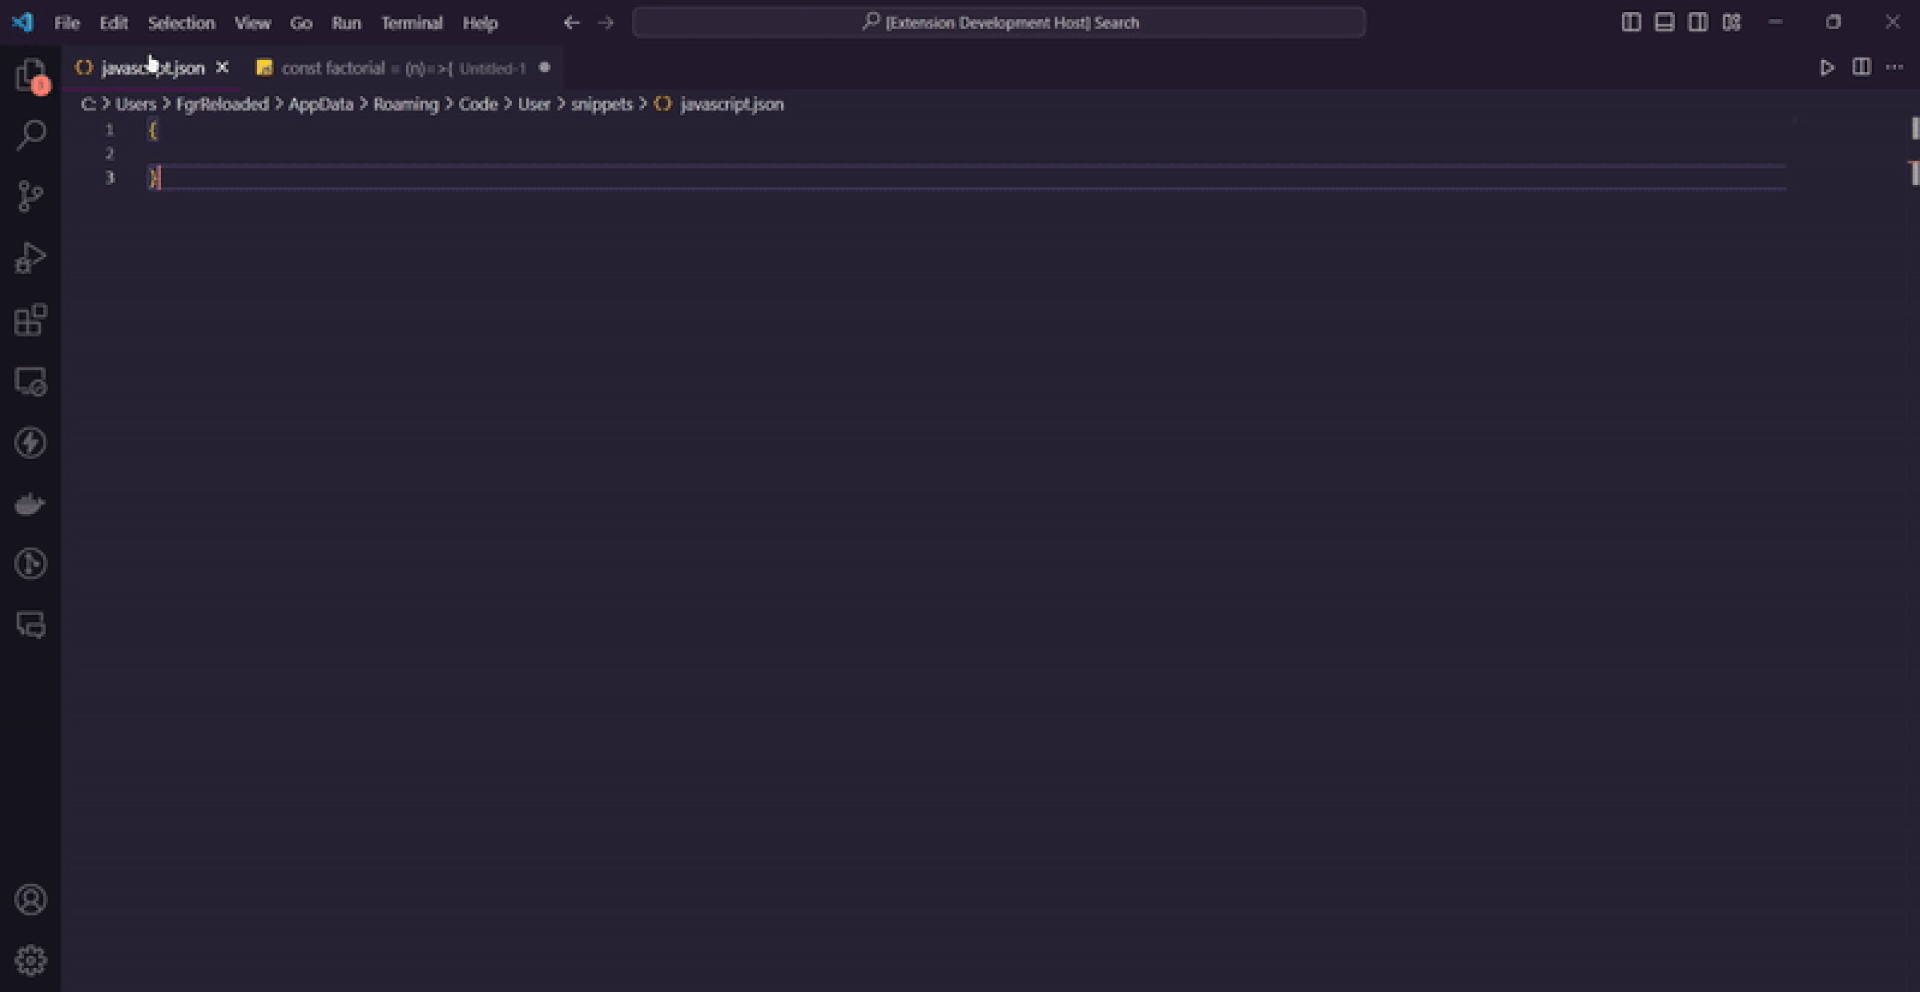 File Edit Selection View Go Run Terminal Help [Extension Development Host] Search
javascript.json const factorial = (n)=>{ Untitled-1
C: > Users > FgrReloaded > AppData > Roaming > Code > User > snippets > {} javascript.json
1 {
2
3 }